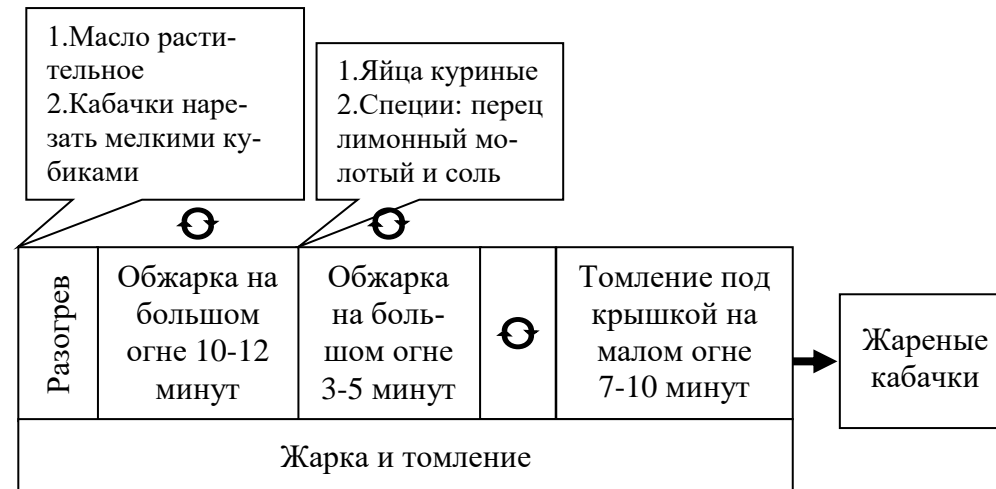 1.Масло расти-
тельное
2.Кабачки наре-
зать мелкими ку-
биками
1.Яйца куриные
2.Специи: перец
лимонный мо-
лотый и соль
Разогрев
Обжарка на
большом
огне 10-12
минут
Обжарка
на боль-
шом огне
3-5 минут
Томление под
крышкой на
малом огне
7-10 минут
Жареные
кабачки
Жарка и томление